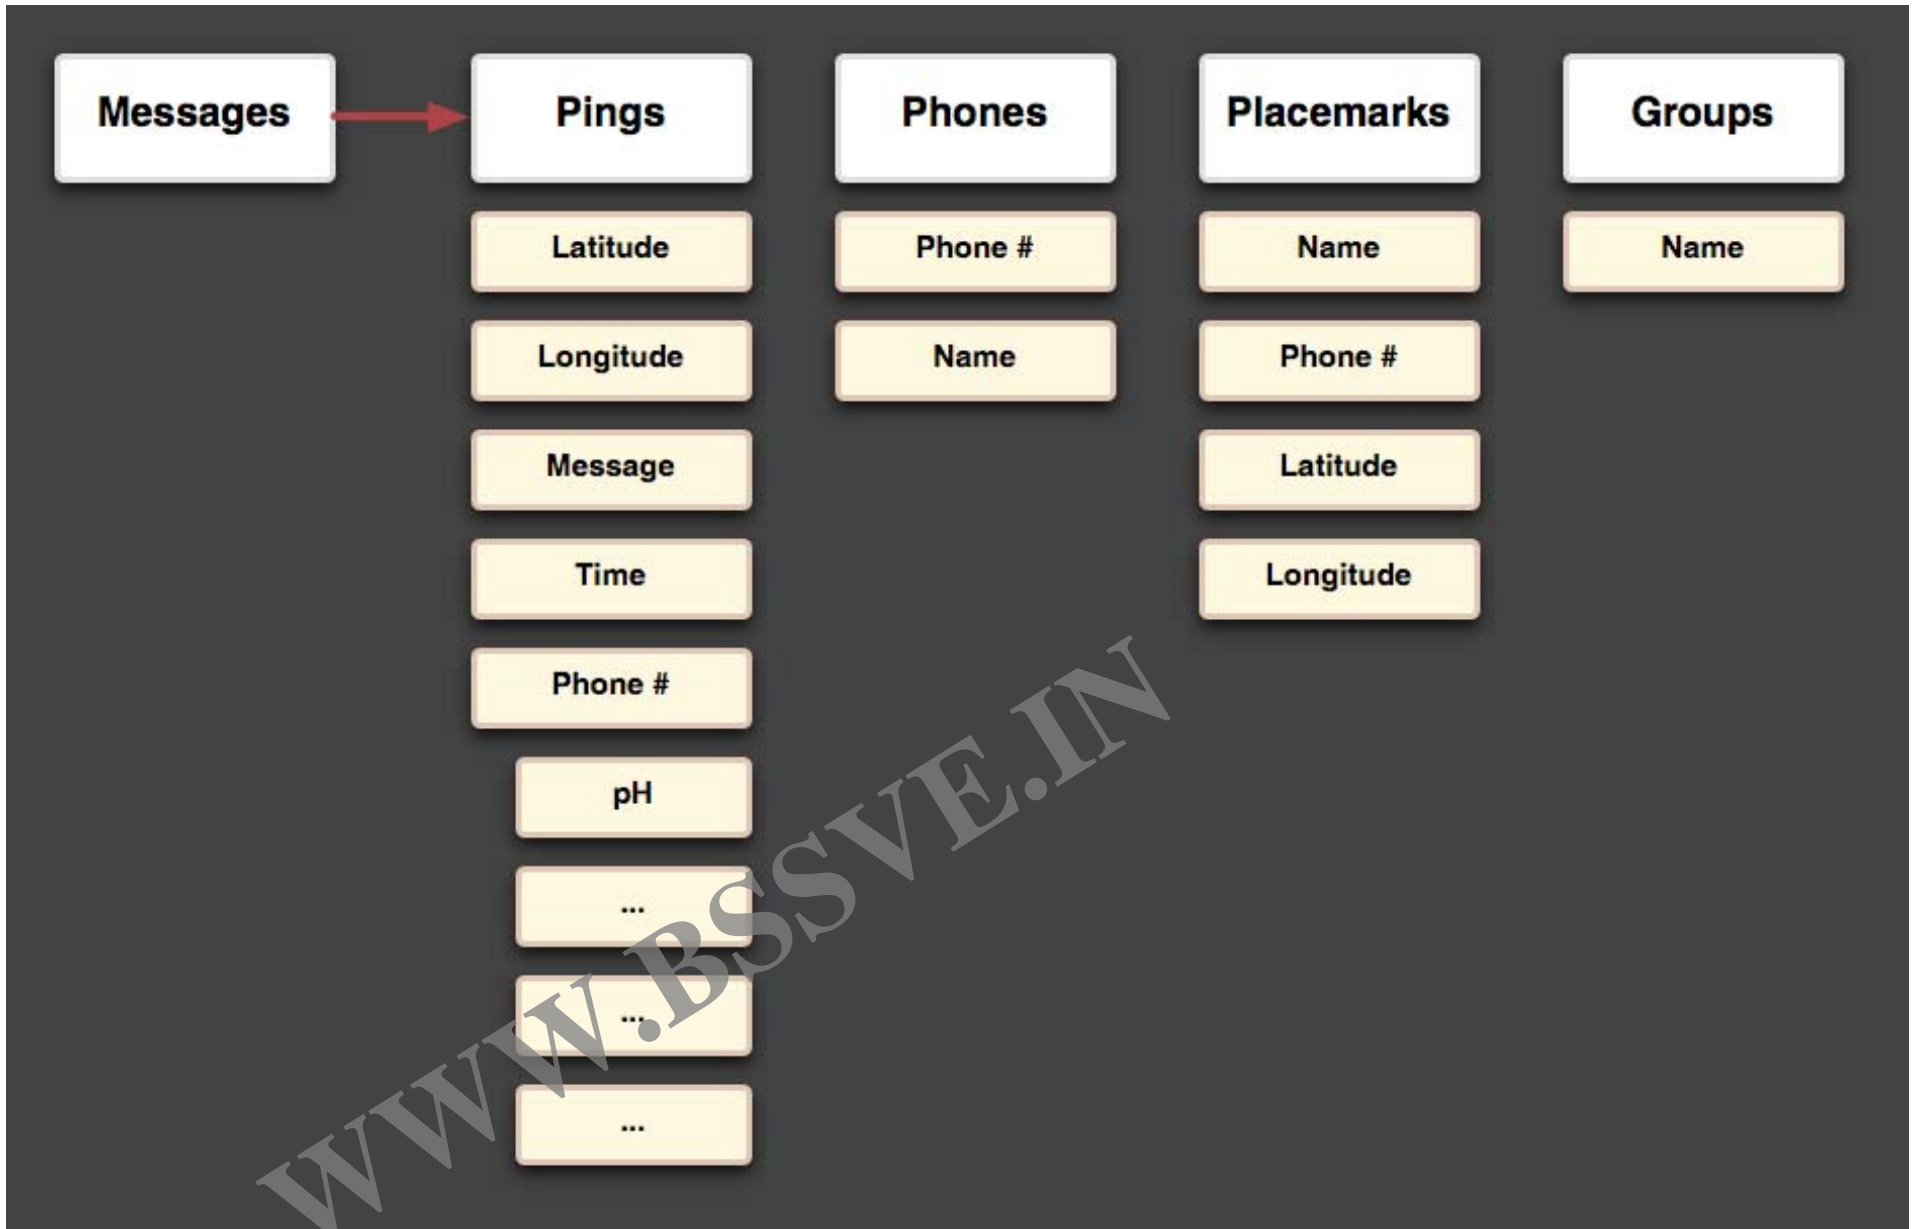 Messages
Pings
Phones
Placemarks
Groups
Latitude
Phone #
Name
Name
Longitude
Name
Phone #
Message
Latitude
Time
Longitude
Phone #
pH
...
...
...
WWW.BSSVE.IN